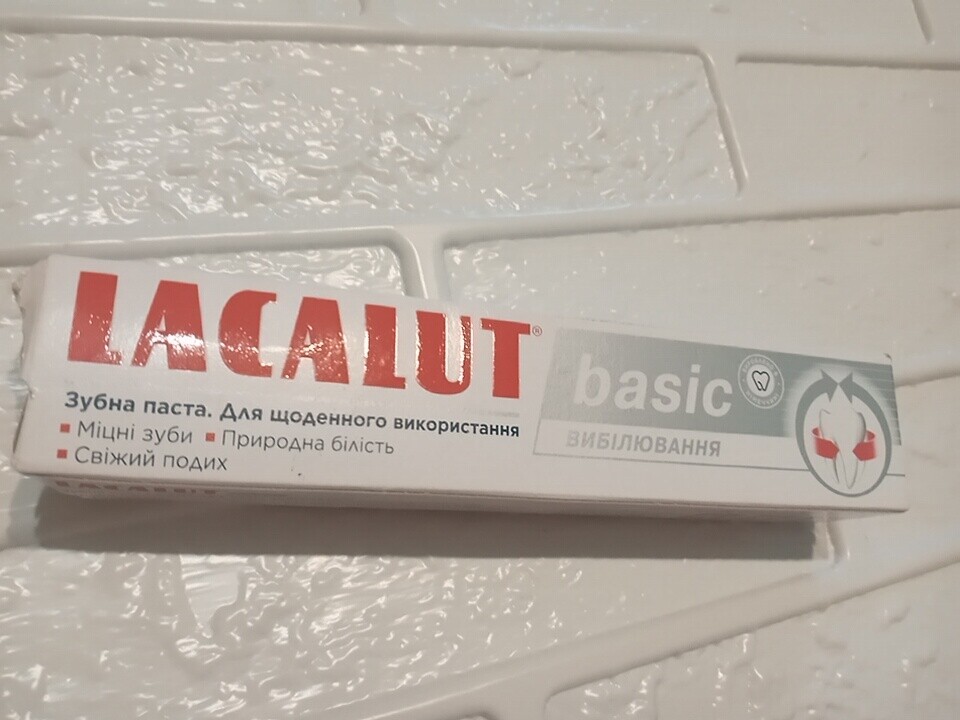 LACALUT®
Зубна паста. Для щоденного використання
▪ Міцні зуби ▪ Природна білість
▪ Свіжий подих
basic
ВИБІЛЮВАННЯ